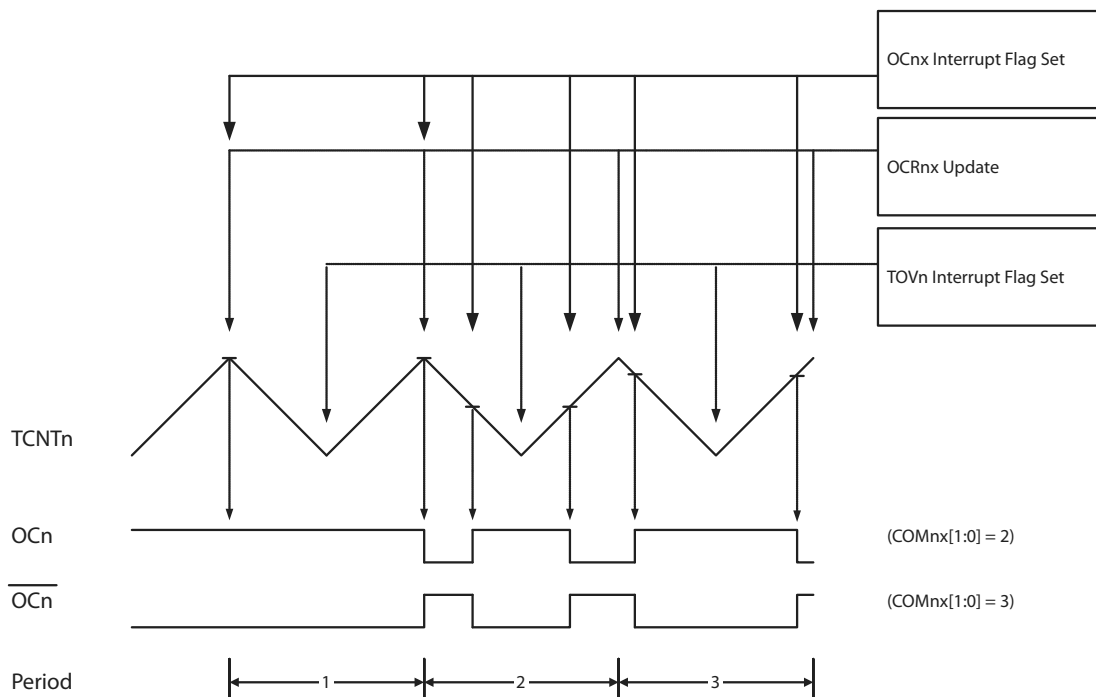 OCnx Interrupt Flag Set
OCRnx Update
TOVn Interrupt Flag Set
TCNTn
OCn
(COMnx[1:0] = 2)
OCn
(COMnx[1:0] = 3)
Period
1
2
3